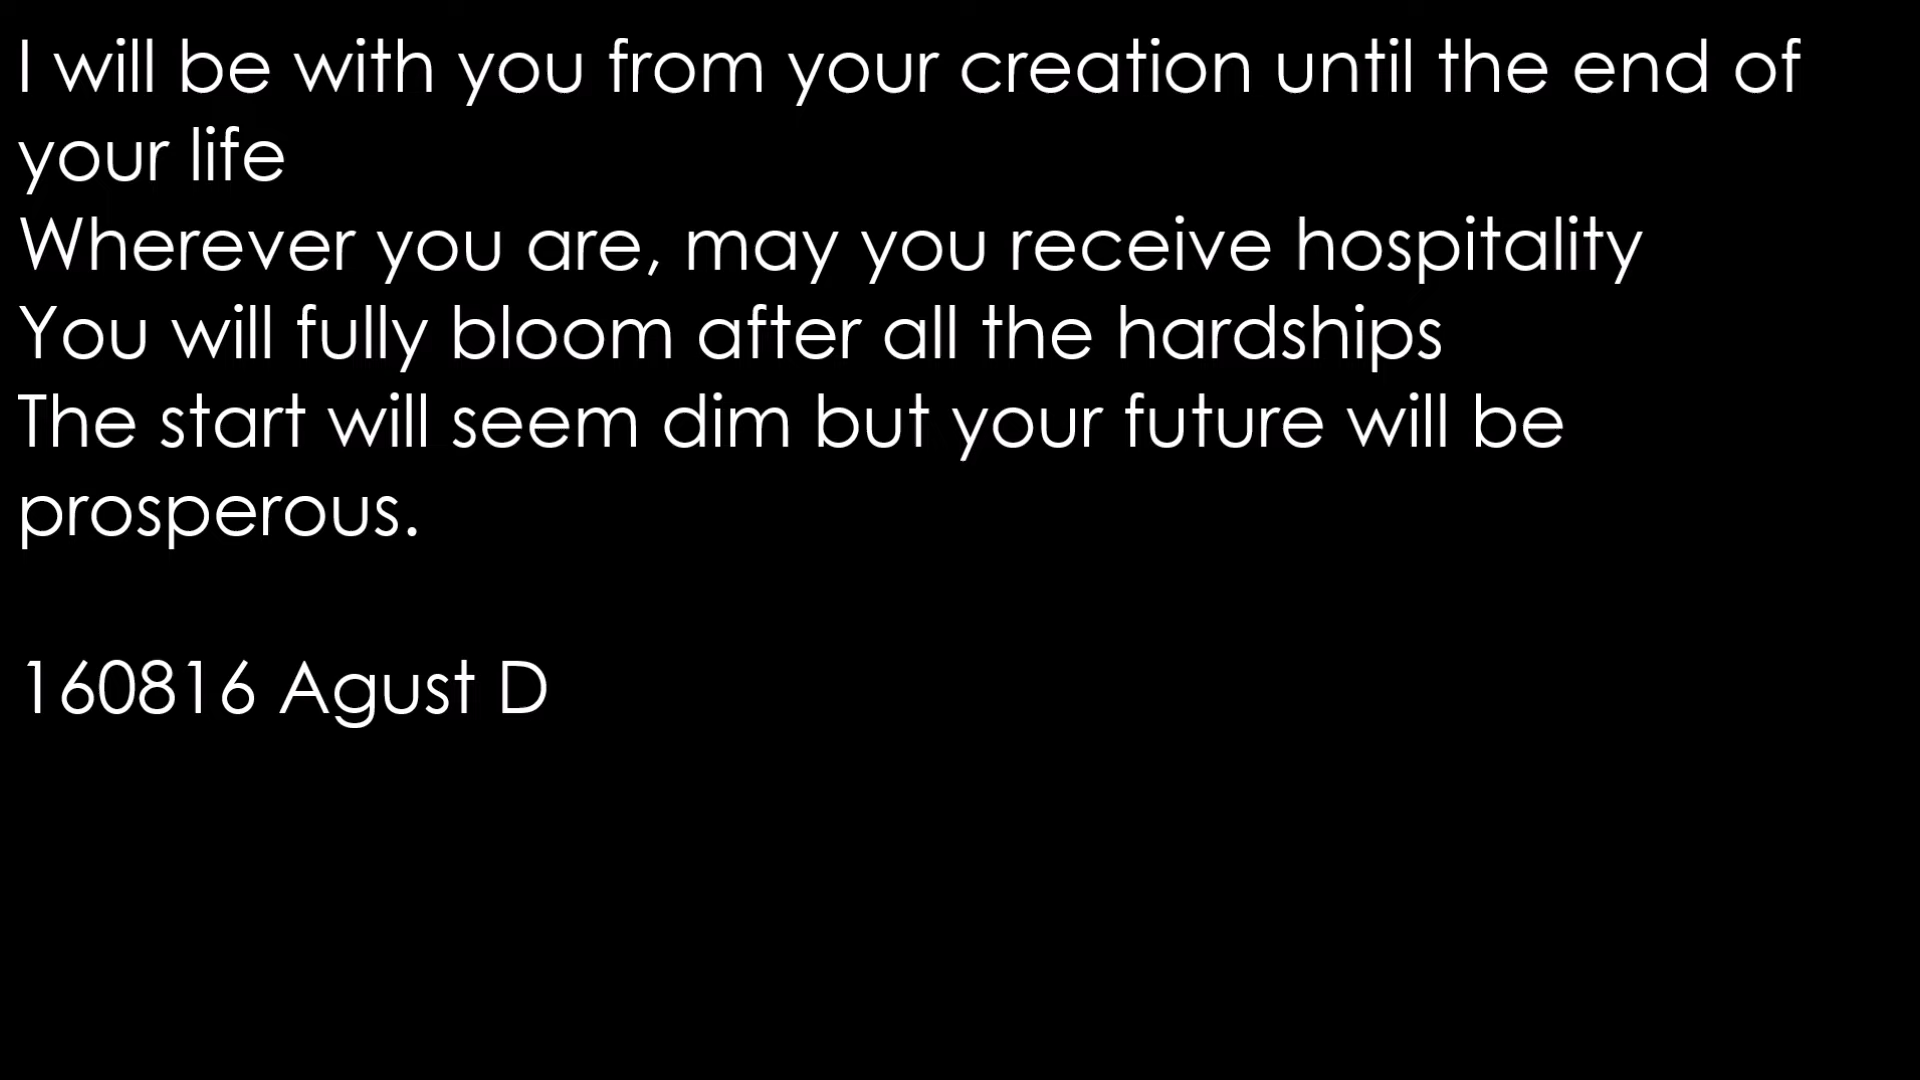 I will be with you from your creation until the end of
your life
Wherever you are, may you receive hospitality
You will fully bloom after all the hardships
The start will seem dim but your future will be
prosperous.
160816 Agust D